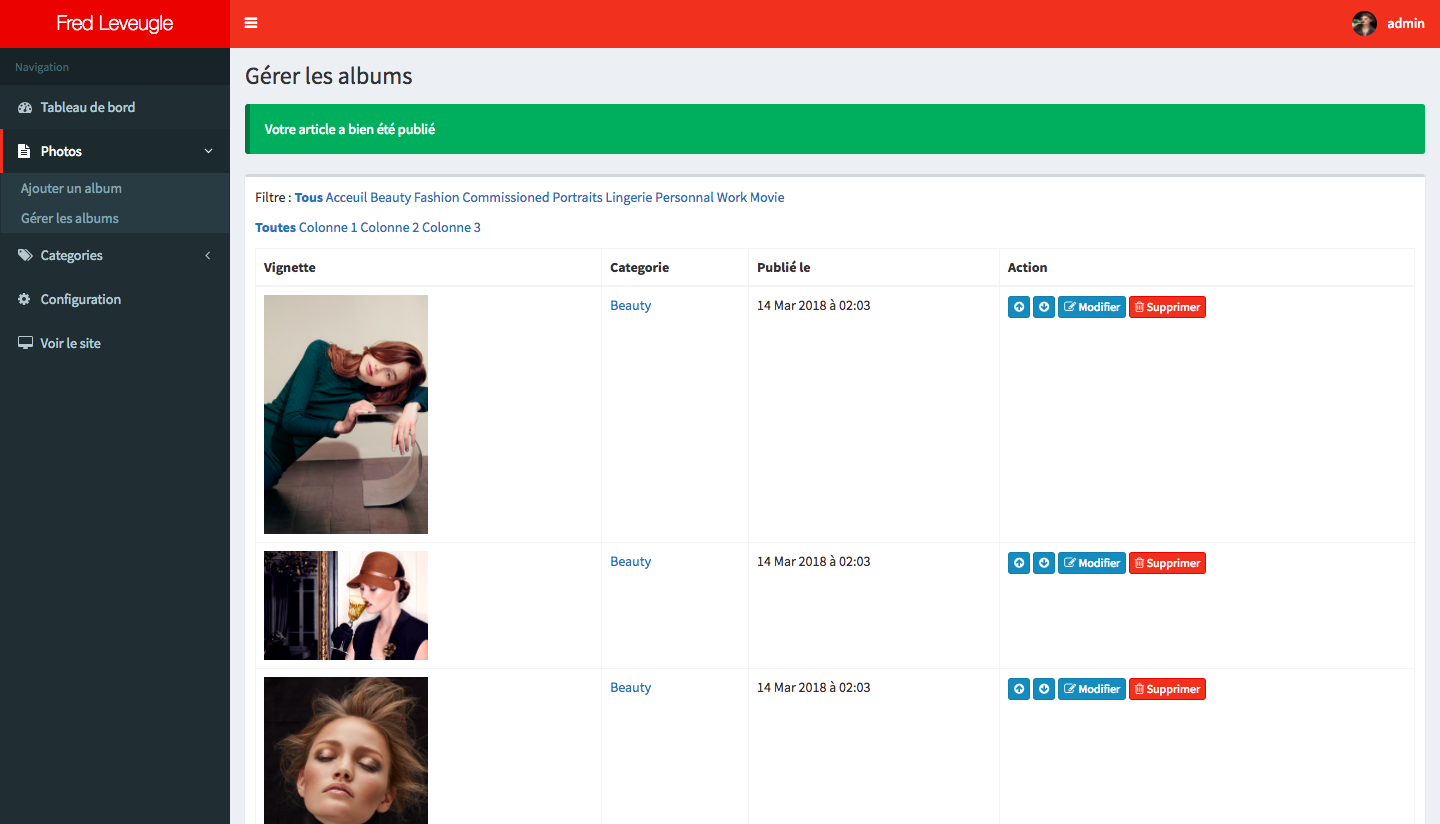 Fred Leveugle
admin
Navigation
Tableau de bord
Photos
Ajouter un album
Gérer les albums
Categories
Configuration
Voir le site
Gérer les albums
Votre article a bien été publié
Filtre : Tous Acceuil Beauty Fashion Commissioned Portraits Lingerie Personnal Work Movie
Toutes Colonne 1 Colonne 2 Colonne 3
Vignette Categorie Publié le Action
Beauty 14 Mar 2018 à 02:03 Modifier Supprimer
Beauty 14 Mar 2018 à 02:03 Modifier Supprimer
Beauty 14 Mar 2018 à 02:03 Modifier Supprimer